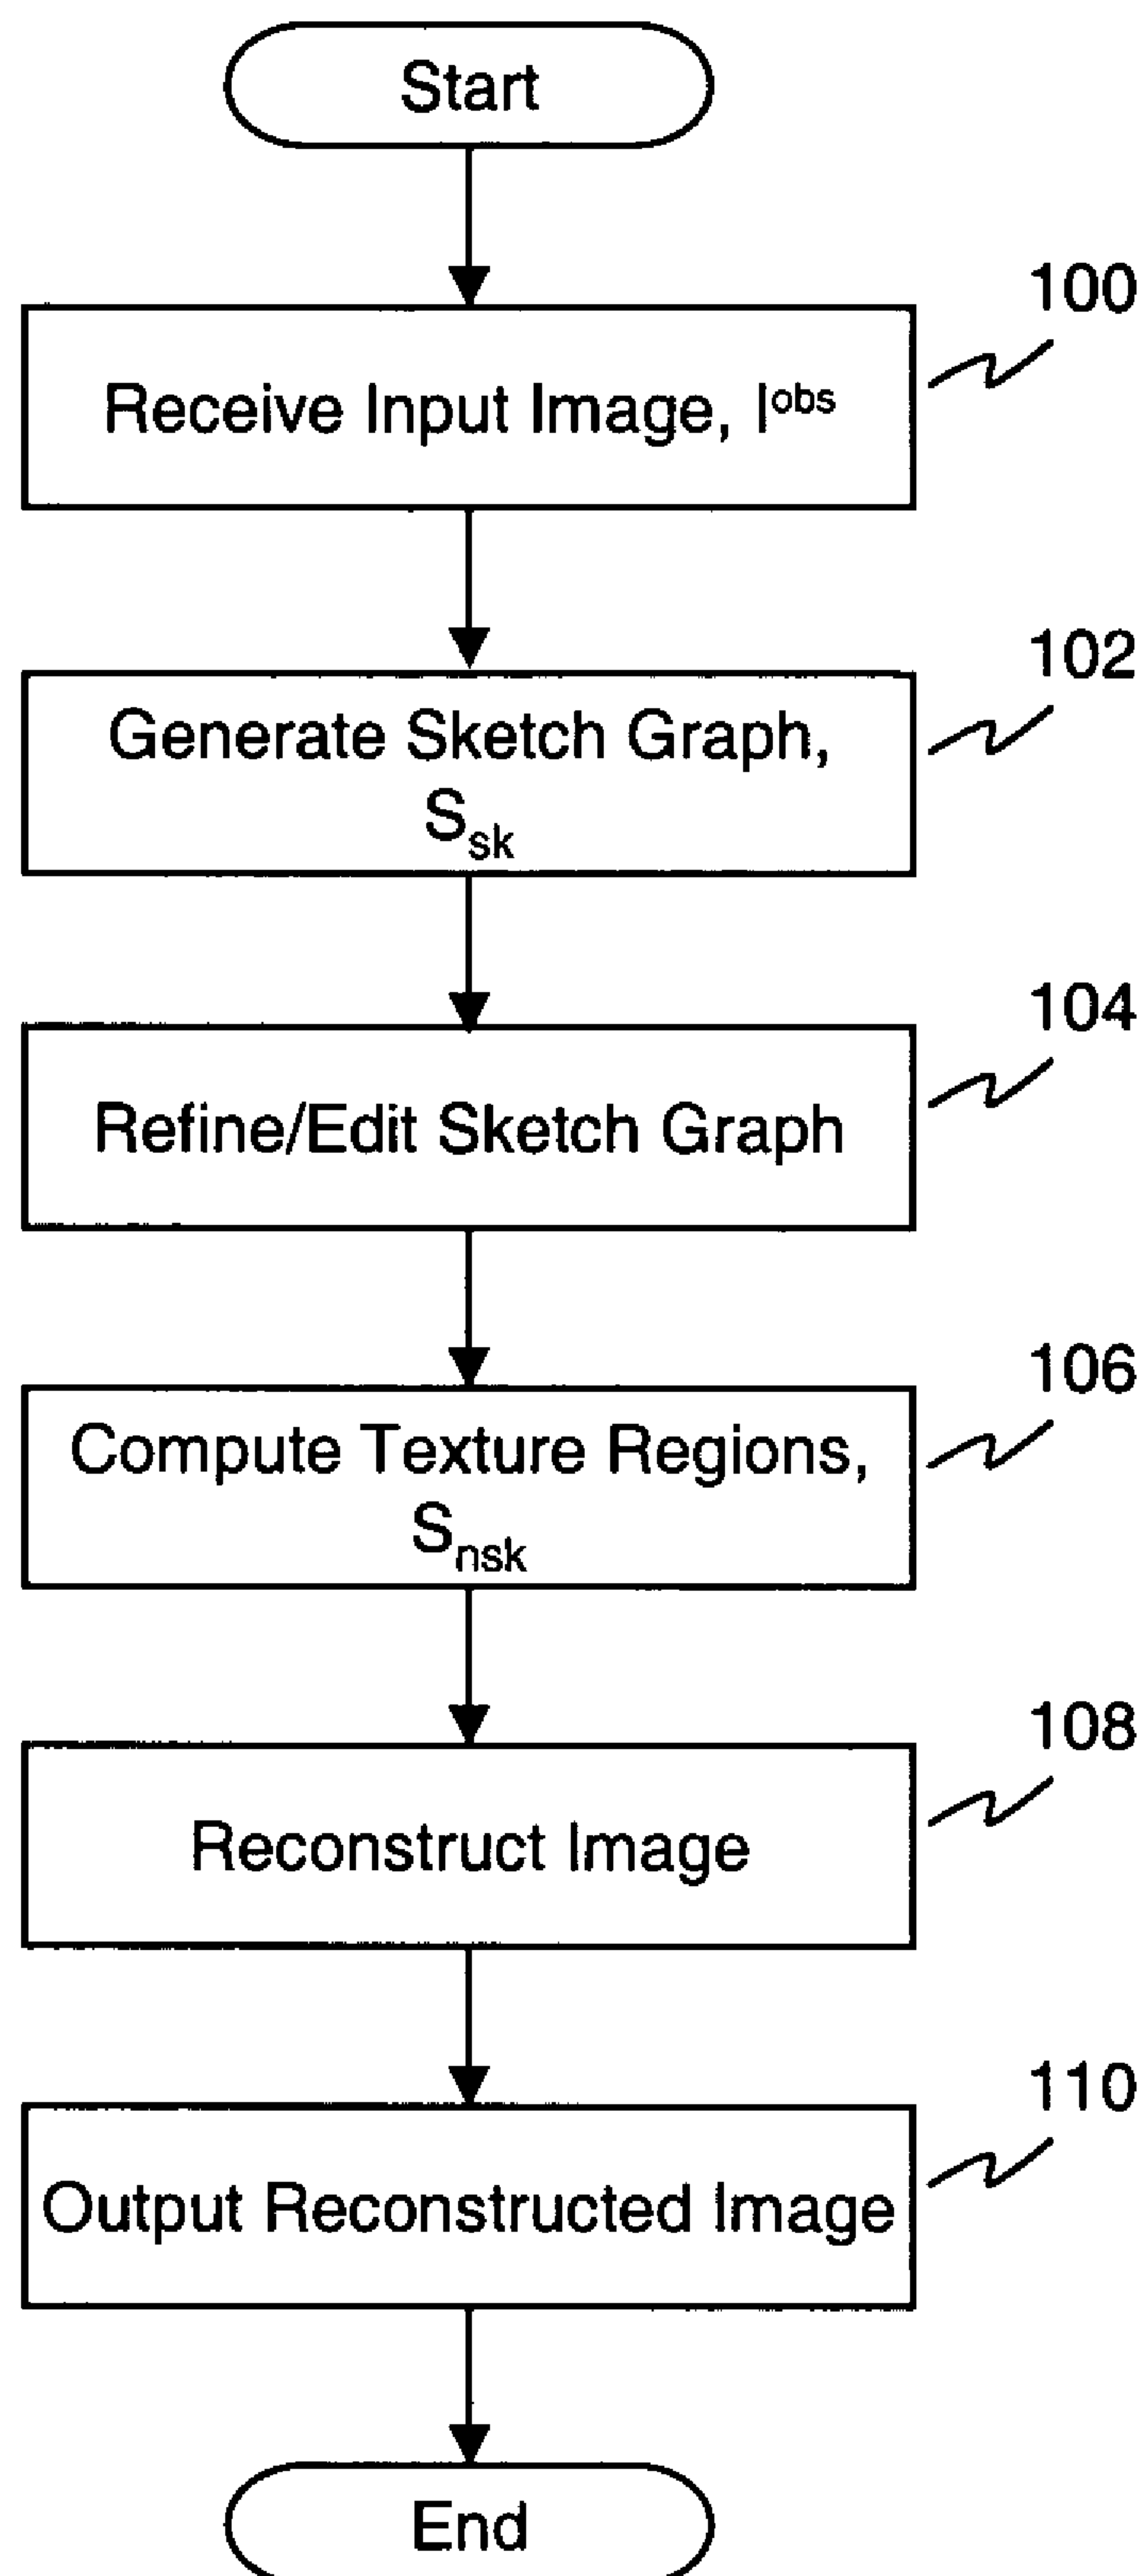 Start
100
Receive Input Image, I^obs
102
Generate Sketch Graph,
S_sk
104
Refine/Edit Sketch Graph
106
Compute Texture Regions,
S_nsk
108
Reconstruct Image
110
Output Reconstructed Image
End